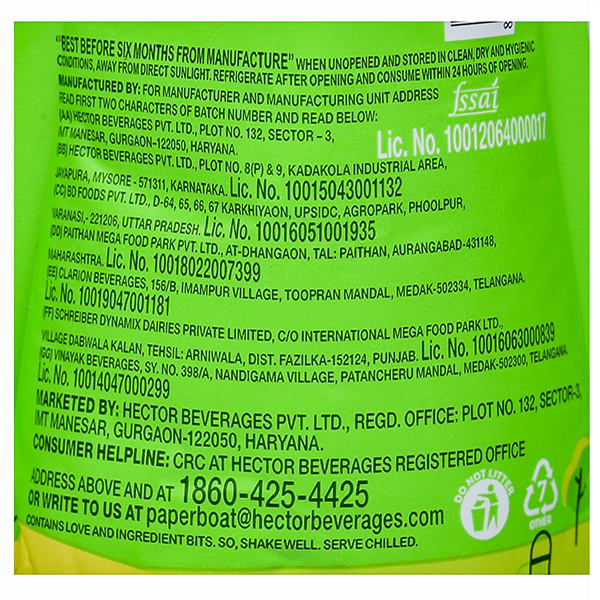 8
"BEST BEFORE SIX MONTHS FROM MANUFACTURE" WHEN UNOPENED AND STORED IN CLEAN, DRY AND HYGIENIC
CONDITIONS, AWAY FROM DIRECT SUNLIGHT. REFRIGERATE AFTER OPENING AND CONSUME WITHIN 24 HOURS OF OPENING.
MANUFACTURED BY: FOR MANUFACTURER AND MANUFACTURING UNIT ADDRESS
READ FIRST TWO CHARACTERS OF BATCH NUMBER AND READ BELOW:
fssai
(AA) HECTOR BEVERAGES PVT. LTD., PLOT NO. 132, SECTOR – 3,
IMT MANESAR, GURGAON-122050, HARYANA.
Lic. No. 10012064000017
(BB) HECTOR BEVERAGES PVT. LTD., PLOT NO. 8(P) & 9, KADAKOLA INDUSTRIAL AREA,
JAYAPURA, MYSORE - 571311, KARNATAKA. Lic. No. 10015043001132
(CC) BD FOODS PVT. LTD., D-64, 65, 66, 67 KARKHIYAON, UPSIDC, AGROPARK, PHOOLPUR,
VARANASI,- 221206, UTTAR PRADESH. Lic. No. 10016051001935
(DD) PAITHAN MEGA FOOD PARK PVT. LTD., AT-DHANGAON, TAL: PAITHAN, AURANGABAD-431148,
MAHARASHTRA. Lic. No. 10018022007399
(EE) CLARION BEVERAGES, 156/B, IMAMPUR VILLAGE, TOOPRAN MANDAL, MEDAK-502334, TELANGANA.
Lic. No. 10019047001181
(FF) SCHREIBER DYNAMIX DAIRIES PRIVATE LIMITED, C/O INTERNATIONAL MEGA FOOD PARK LTD.,
VILLAGE DABWALA KALAN, TEHSIL: ARNIWALA, DIST. FAZILKA-152124, PUNJAB. Lic. No. 10016063000839
(GG) VINAYAK BEVERAGES, SY. NO. 398/A, NANDIGAMA VILLAGE, PATANCHERU MANDAL, MEDAK-502300, TELANGANA.
Lic. No. 10014047000299
MARKETED BY: HECTOR BEVERAGES PVT. LTD., REGD. OFFICE: PLOT NO. 132, SECTOR-3,
IMT MANESAR, GURGAON-122050, HARYANA.
CONSUMER HELPLINE: CRC AT HECTOR BEVERAGES REGISTERED OFFICE
ADDRESS ABOVE AND AT 1860-425-4425
OR WRITE TO US AT paperboat@hectorbeverages.com
CONTAINS LOVE AND INGREDIENT BITS. SO, SHAKE WELL. SERVE CHILLED.
DO NOT LITTER
7
OTHER